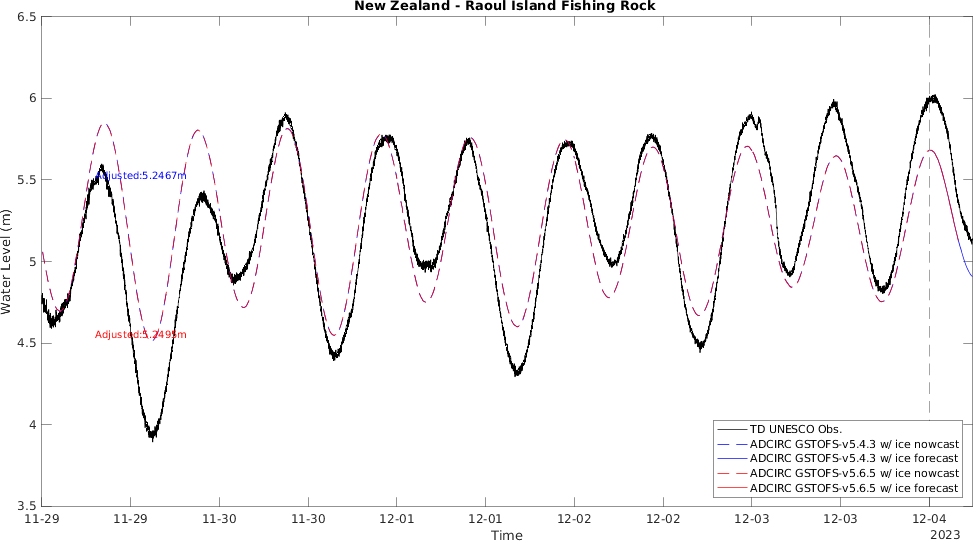 New Zealand - Raoul Island Fishing Rock
Water Level (m)
6.5
6
5.5
5
4.5
4
3.5
Adjusted:5.2467m
Adjusted:5.2495m
TD UNESCO Obs.
ADCIRC GSTOFS-v5.4.3 w/ ice nowcast
ADCIRC GSTOFS-v5.4.3 w/ ice forecast
ADCIRC GSTOFS-v5.6.5 w/ ice nowcast
ADCIRC GSTOFS-v5.6.5 w/ ice forecast
11-29 11-29 11-30 11-30 12-01 12-01 12-02 12-02 12-03 12-03 12-04
Time
2023